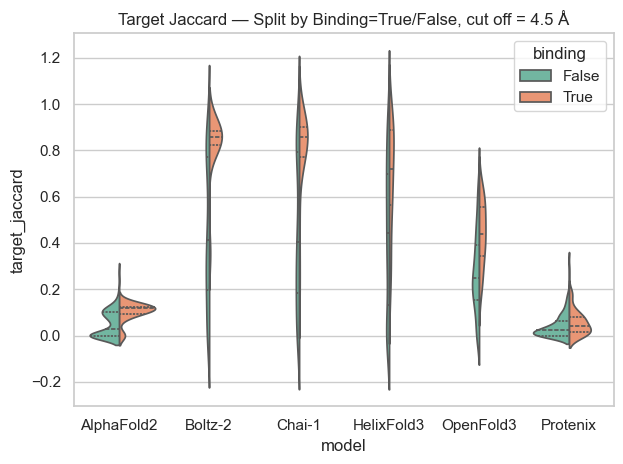 Target Jaccard — Split by Binding=True/False, cut off = 4.5 Å
binding
False
True
target_jaccard
1.2
1.0
0.8
0.6
0.4
0.2
0.0
−0.2
AlphaFold2 Boltz-2 Chai-1 HelixFold3 OpenFold3 Protenix
model